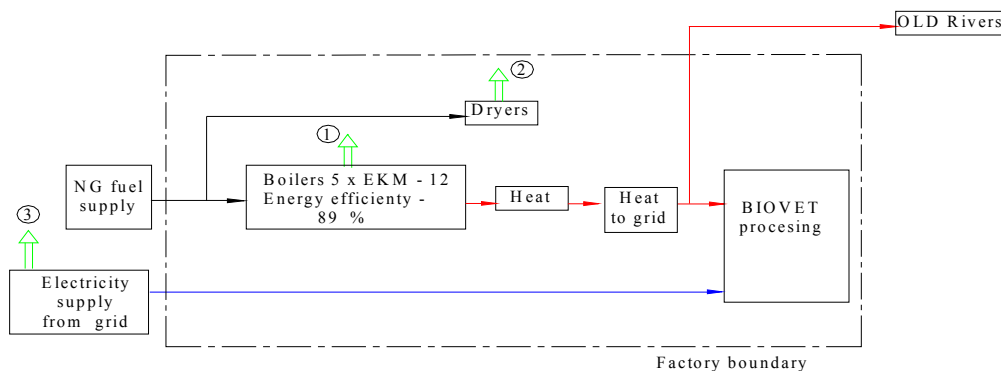 OLD Rivers
2
Dryers
1
Boilers 5 x EKM - 12
Energy efficienty -
89 %
NG fuel
supply
Heat
Heat
to grid
BIOVET
procesing
3
Electricity
supply
from grid
Factory boundary